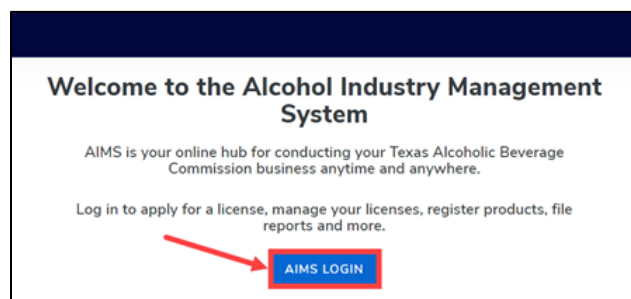 Welcome to the Alcohol Industry Management
System
AIMS is your online hub for conducting your Texas Alcoholic Beverage
Commission business anytime and anywhere.
Log in to apply for a license, manage your licenses, register products, file
reports and more.
AIMS LOGIN